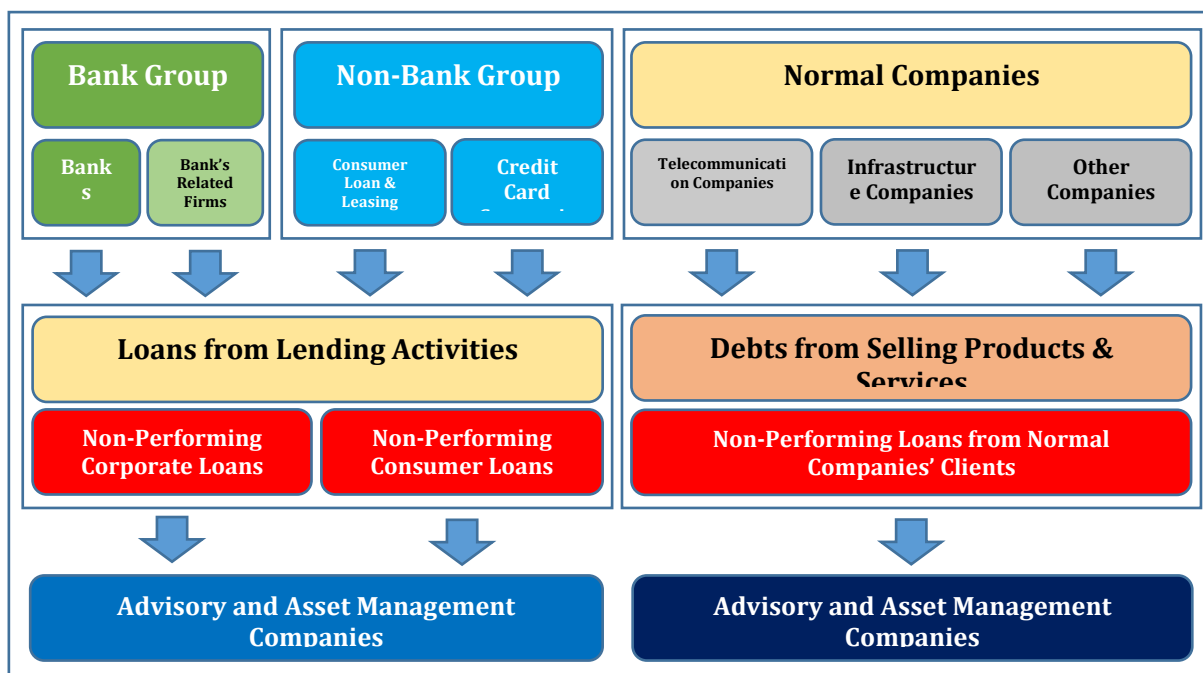 Bank Group
Non-Bank Group
Normal Companies
Bank
s
Bank's
Related
Firms
Consumer
Loan &
Leasing
Credit
Card
Telecommunicati
on Companies
Infrastructur
e Companies
Other
Companies
Loans from Lending Activities
Debts from Selling Products &
Services
Non-Performing
Corporate Loans
Non-Performing
Consumer Loans
Non-Performing Loans from Normal
Companies' Clients
Advisory and Asset Management
Companies
Advisory and Asset Management
Companies